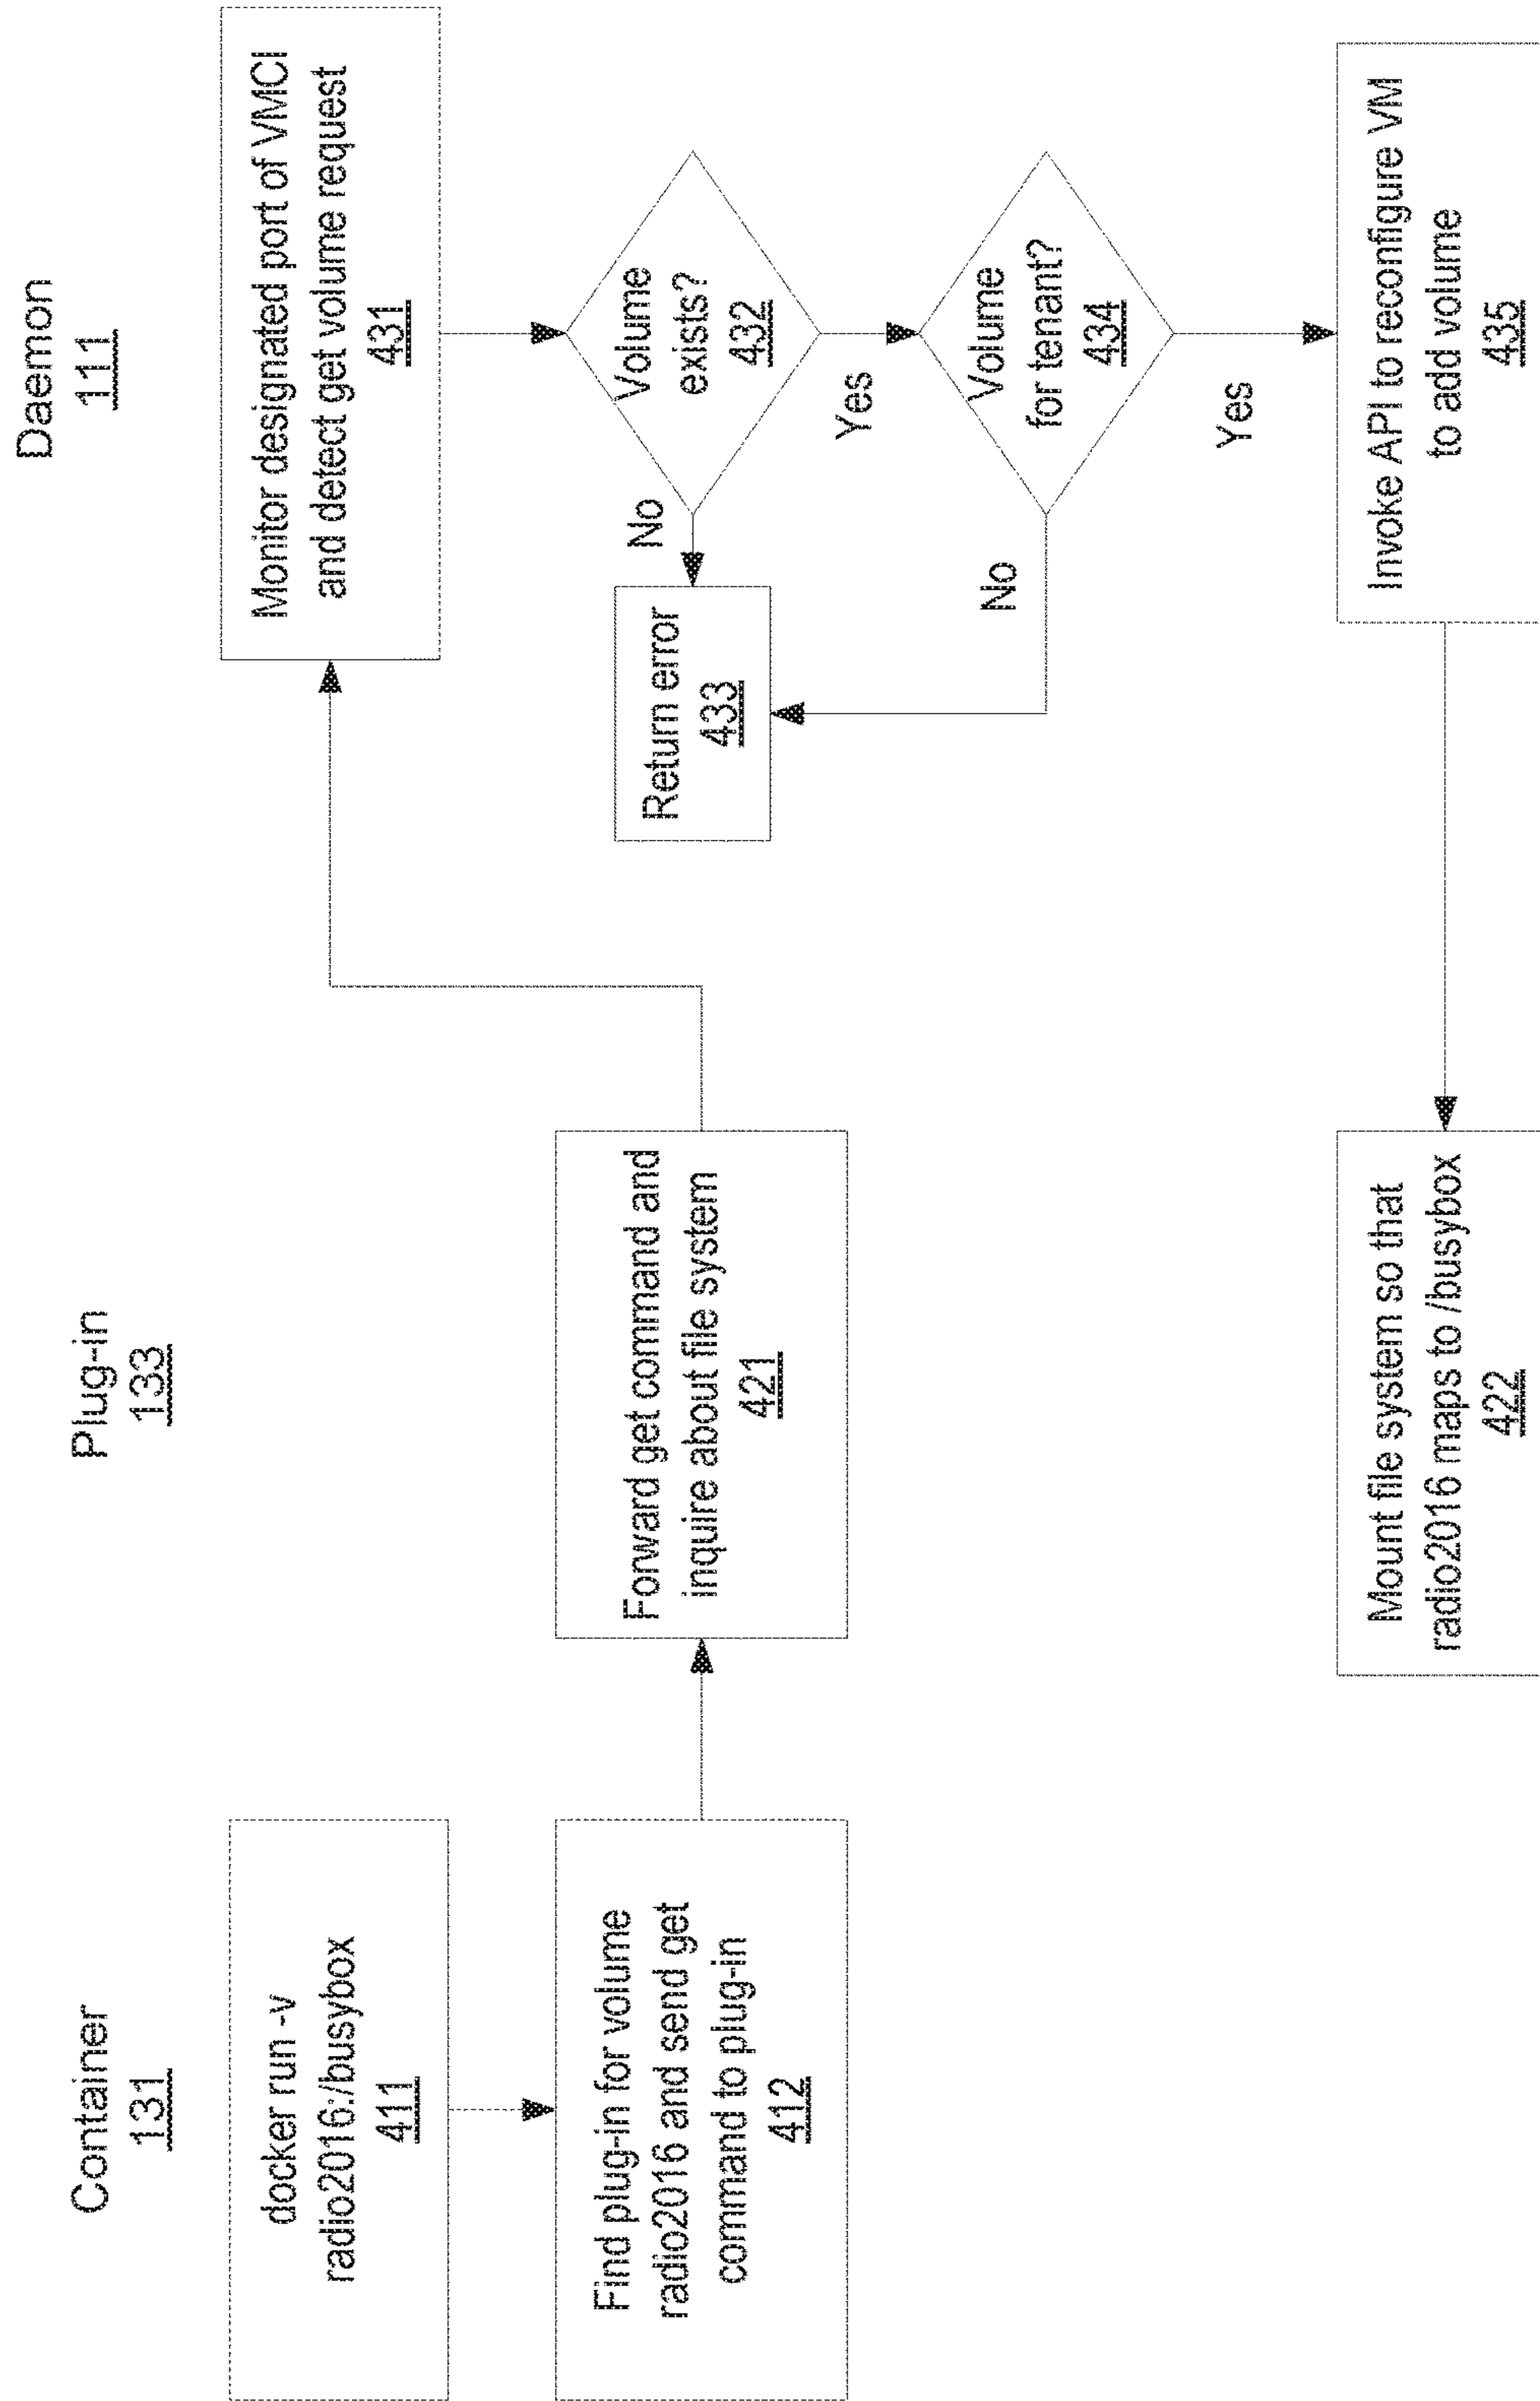 Container
131
Plug-in
133
Daemon
111
docker run -v
radio2016:/busybox
411
Find plug-in for volume
radio2016 and send get
command to plug-in
412
Forward get command and
inquire about file system
421
Monitor designated port of VMCI
and detect get volume request
431
Volume
exists?
432
No
Yes
Return error
433
Volume
for tenant?
434
No
Yes
Invoke API to reconfigure VM
to add volume
435
Mount file system so that
radio2016 maps to /busybox
422